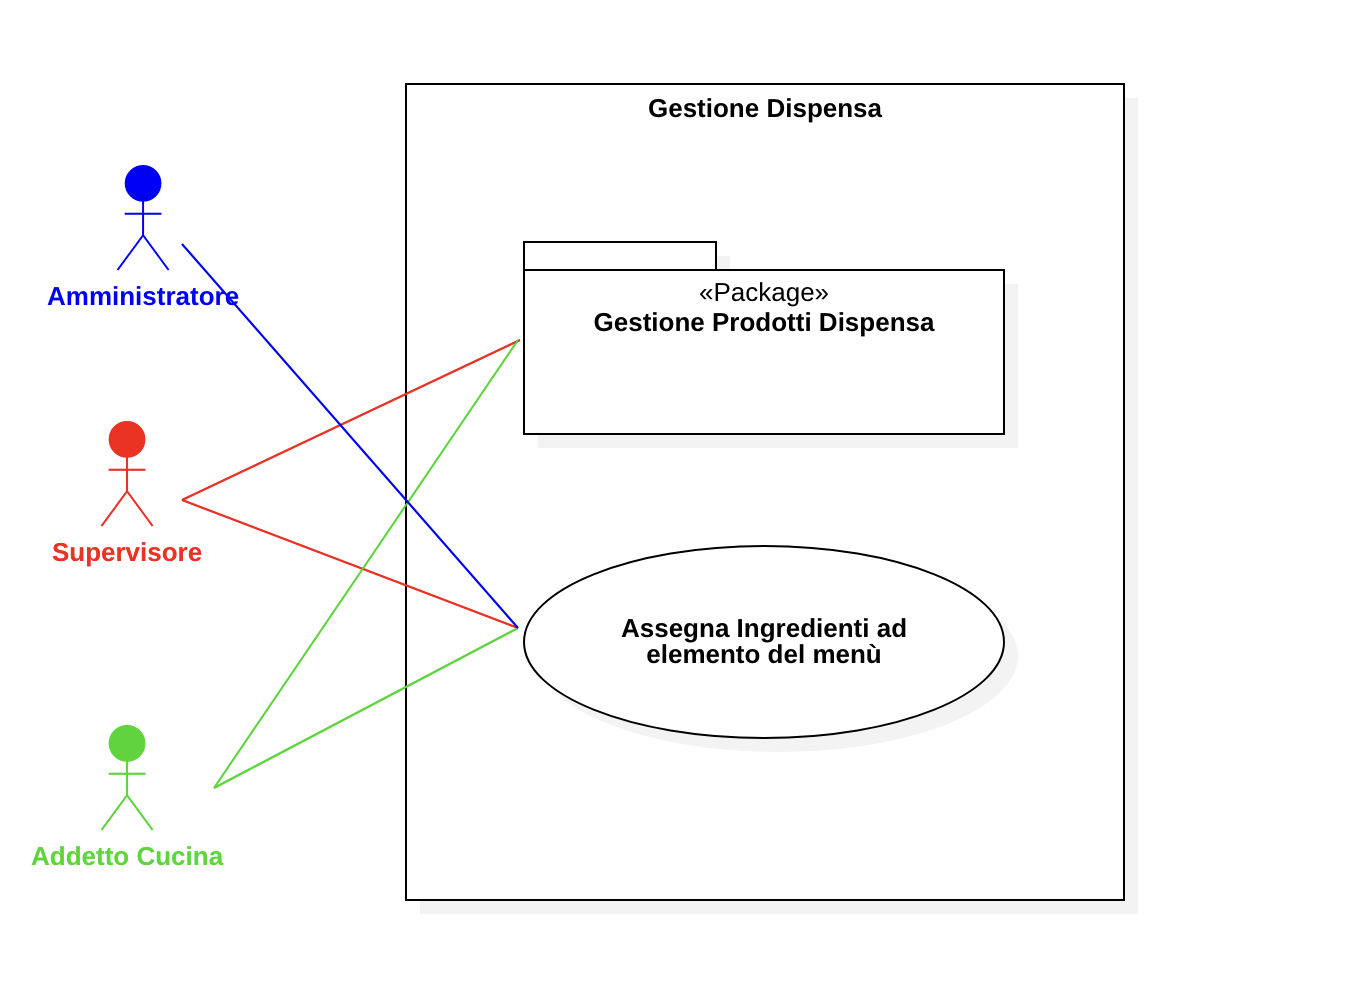 Gestione Dispensa
Amministratore
«Package»
Gestione Prodotti Dispensa
Supervisore
Assegna Ingredienti ad
elemento del menù
Addetto Cucina